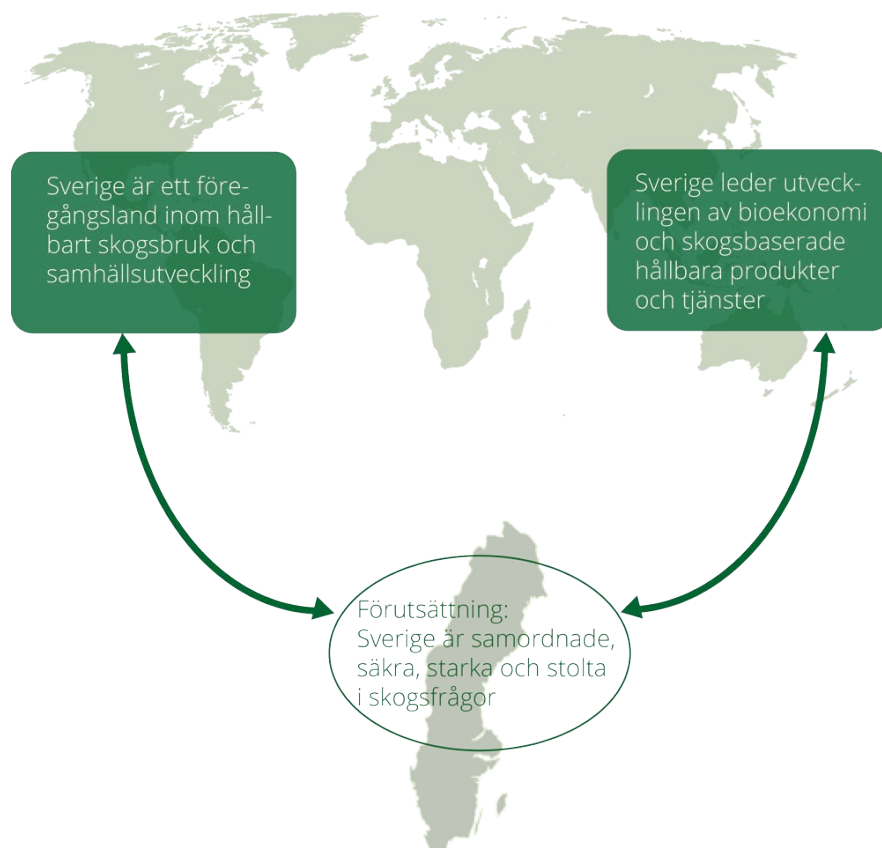 Sverige är ett före-
gångsland inom håll-
bart skogsbruk och
samhällsutveckling
Sverige leder utveck-
lingen av bioekonomi
och skogsbaserade
hållbara produkter
och tjänster
Förutsättning:
Sverige är samordnade,
säkra, starka och stolta
i skogsfrågor